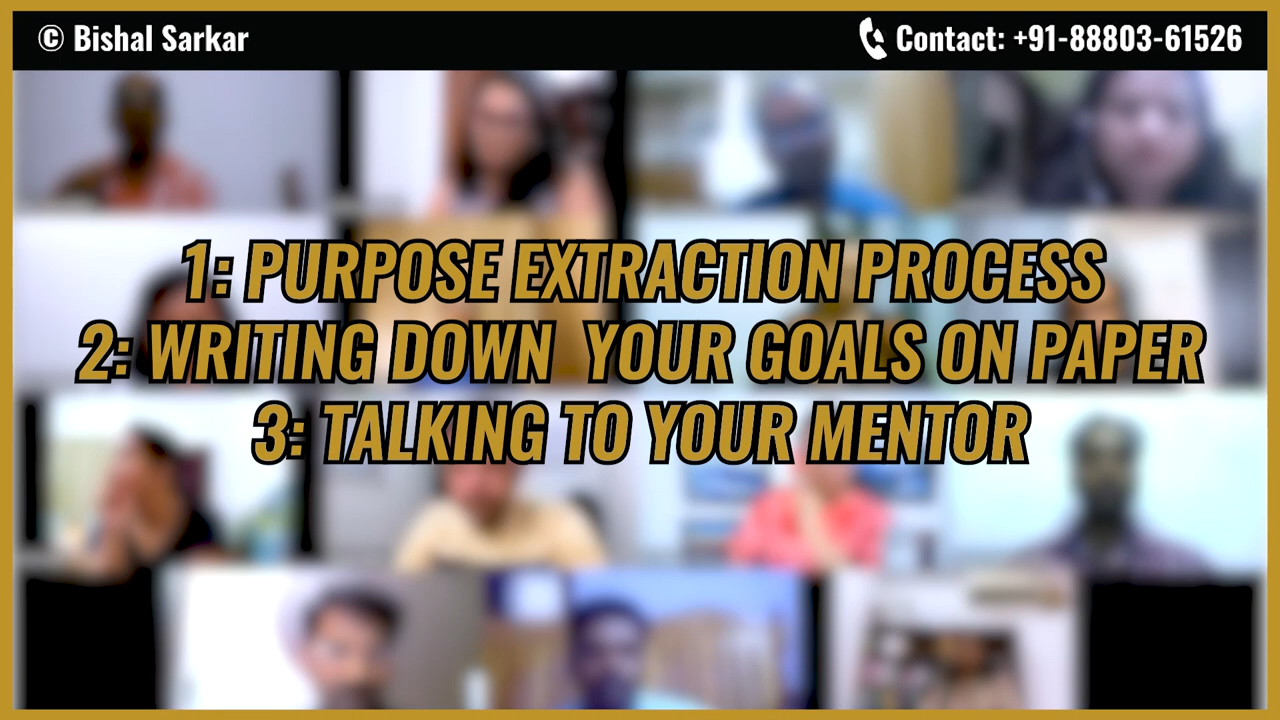 © Bishal Sarkar
Contact: +91-88803-61526
1: PURPOSE EXTRACTION PROCESS
2: WRITING DOWN  YOUR GOALS ON PAPER
3: TALKING TO YOUR MENTOR